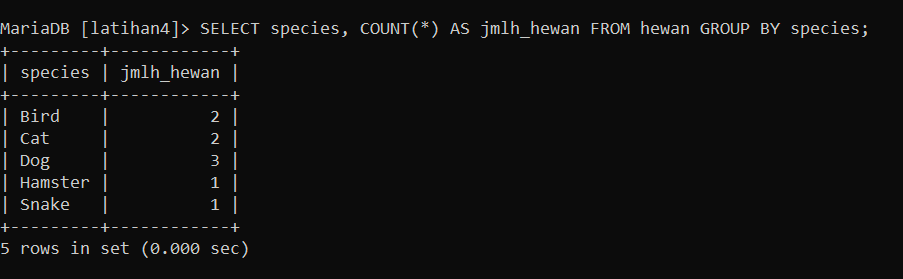 MariaDB [latihan4]> SELECT species, COUNT(*) AS jmlh_hewan FROM hewan GROUP BY species;
+---------+------------+
| species | jmlh_hewan |
+---------+------------+
| Bird    |          2 |
| Cat     |          2 |
| Dog     |          3 |
| Hamster |          1 |
| Snake   |          1 |
+---------+------------+
5 rows in set (0.000 sec)